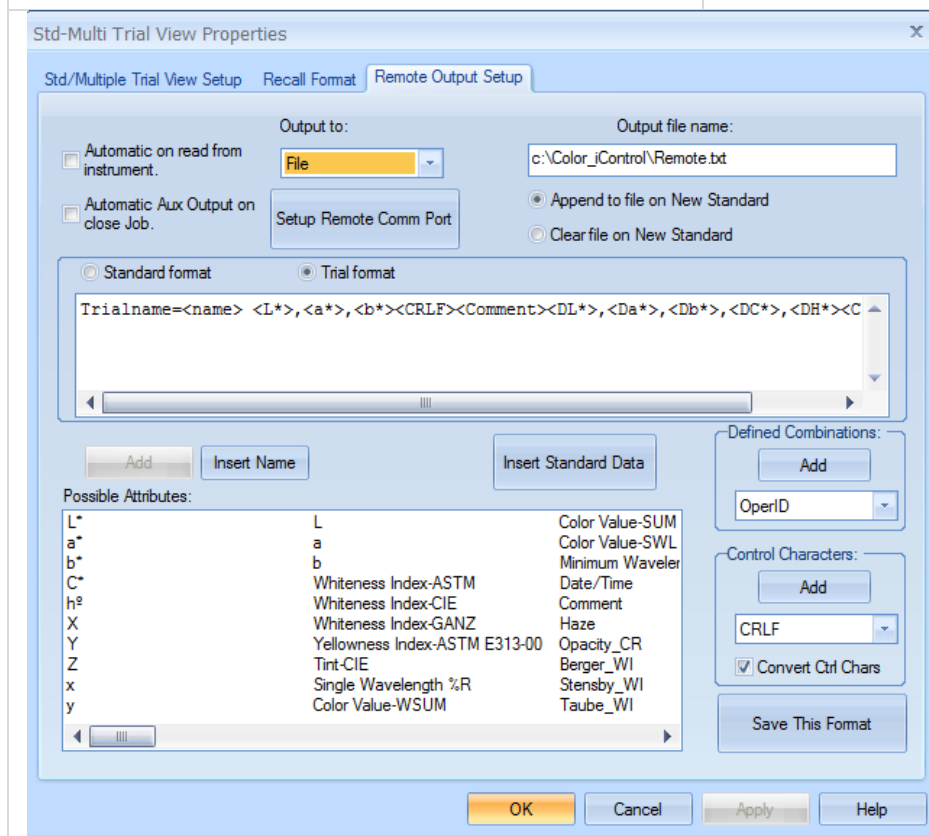 Std-Multi Trial View Properties
x
Std/Multiple Trial View Setup Recall Format Remote Output Setup
Output to:
Output file name:
Automatic on read from
instrument.
File
c:\Color_iControl\Remote.txt
Automatic Aux Output on
close Job.
Setup Remote Comm Port
Append to file on New Standard
Clear file on New Standard
Standard format
Trial format
Trialname=<name> <L*>,<a*>,<b*><CRLF><Comment><DL*>,<Da*>,<Db*>,<DC*>,<DH*><C
Add
Insert Name
Insert Standard Data
Defined Combinations:
Add
OperID
Possible Attributes:
L* L Color Value-SUM
a* a Color Value-SWL
b* b Minimum Waveler
C* Whiteness Index-ASTM Date/Time
hº Whiteness Index-CIE Comment
X Whiteness Index-GANZ Haze
Y Yellowness Index-ASTM E313-00 Opacity_CR
Z Tint-CIE Berger_WI
x Single Wavelength %R Stensby_WI
y Color Value-WSUM Taube_WI
Control Characters:
Add
CRLF
Convert Ctrl Chars
Save This Format
OK Cancel Apply Help